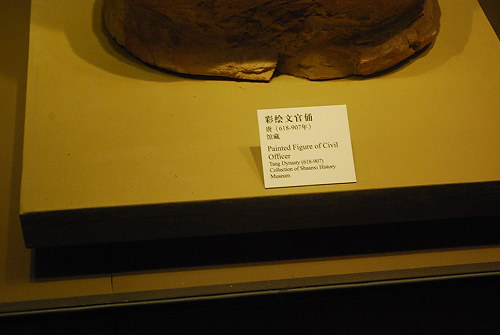 彩绘文官俑
唐（618-907年）
馆藏
Painted Figure of Civil
Officer
Tang Dynasty (618-907)
Collection of Shaanxi History
Museum